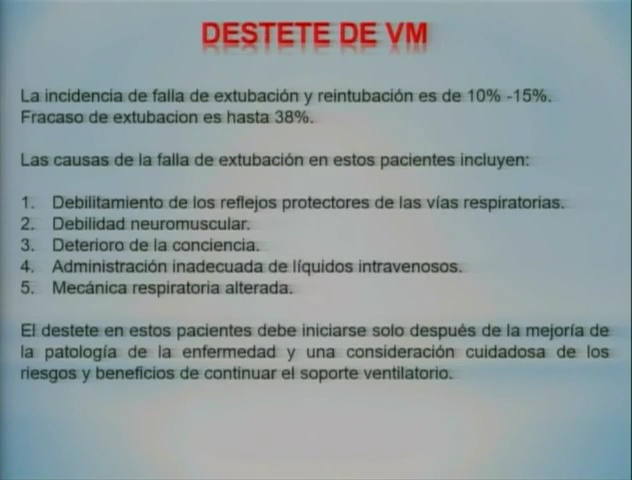 DESTETE DE VM
La incidencia de falla de extubación y reintubación es de 10% -15%.
Fracaso de extubacion es hasta 38%.
Las causas de la falla de extubación en estos pacientes incluyen:
1. Debilitamiento de los reflejos protectores de las vías respiratorias.
2. Debilidad neuromuscular.
3. Deterioro de la conciencia.
4. Administración inadecuada de líquidos intravenosos.
5. Mecánica respiratoria alterada.
El destete en estos pacientes debe iniciarse solo después de la mejoría de
la patología de la enfermedad y una consideración cuidadosa de los
riesgos y beneficios de continuar el soporte ventilatorio.